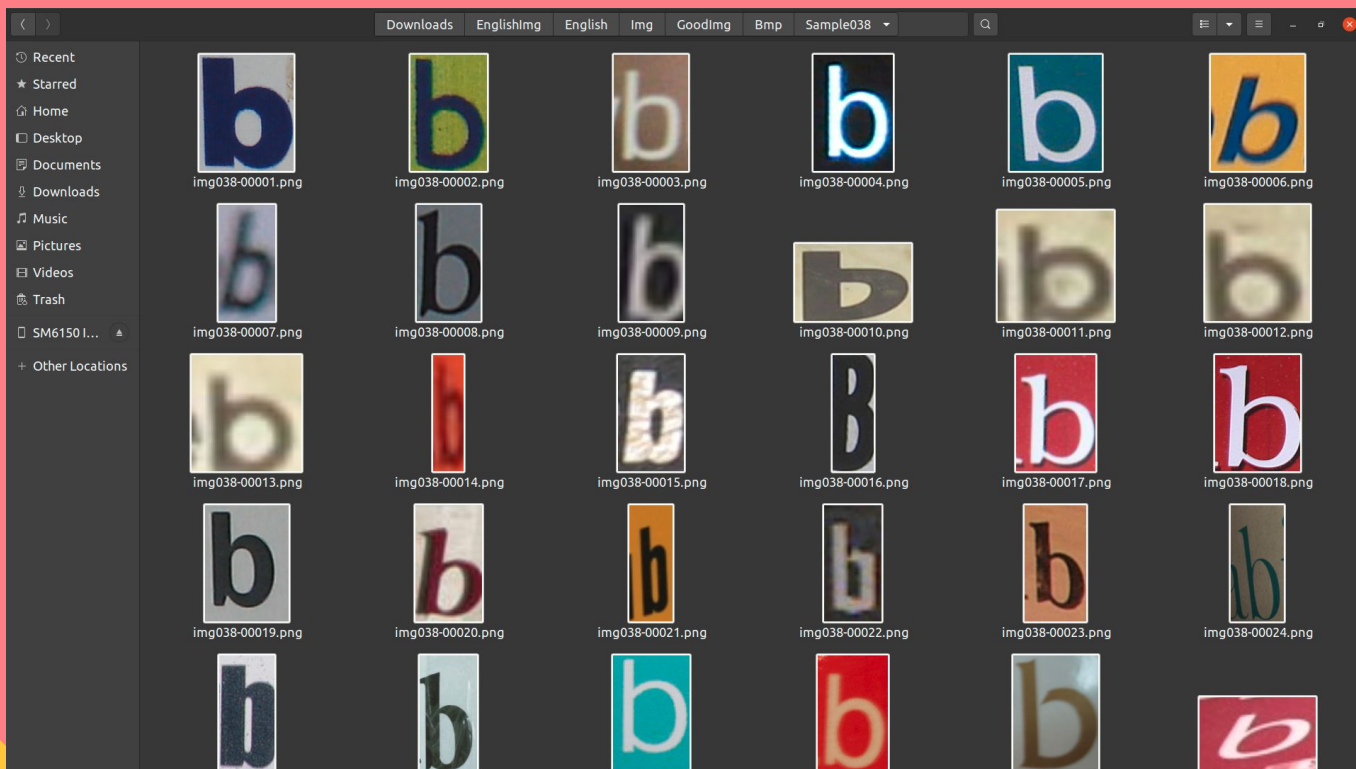 Downloads EnglishImg English Img GoodImg Bmp Sample038
Recent
Starred
Home
Desktop
Documents
Downloads
Music
Pictures
Videos
Trash
SM6150 I...
+ Other Locations
b b b b b b
img038-00001.png img038-00002.png img038-00003.png img038-00004.png img038-00005.png img038-00006.png
b b b b b b
img038-00007.png img038-00008.png img038-00009.png img038-00010.png img038-00011.png img038-00012.png
b b b B b b
img038-00013.png img038-00014.png img038-00015.png img038-00016.png img038-00017.png img038-00018.png
b b b b b b
img038-00019.png img038-00020.png img038-00021.png img038-00022.png img038-00023.png img038-00024.png
b b b b b b